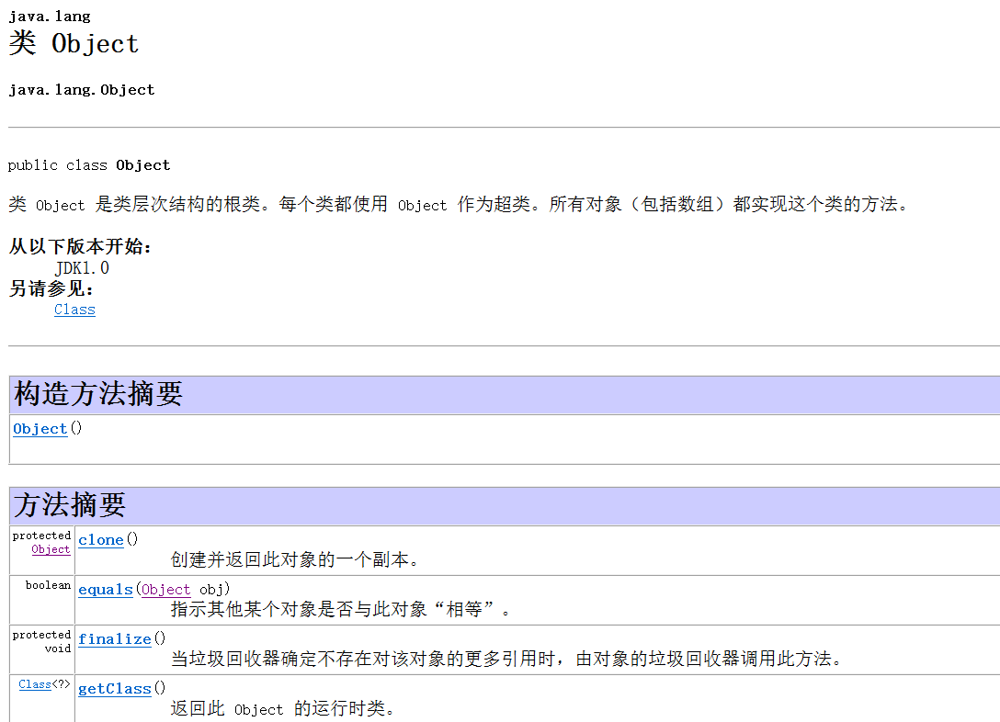 java.lang
类 Object
java.lang.Object
public class Object
类 Object 是类层次结构的根类。每个类都使用 Object 作为超类。所有对象（包括数组）都实现这个类的方法。
从以下版本开始：
JDK1.0
另请参见：
Class
构造方法摘要
Object()
方法摘要
protected Object clone()
创建并返回此对象的一个副本。
boolean equals(Object obj)
指示其他某个对象是否与此对象“相等”。
protected void finalize()
当垃圾回收器确定不存在对该对象的更多引用时，由对象的垃圾回收器调用此方法。
Class<?> getClass()
返回此 Object 的运行时类。